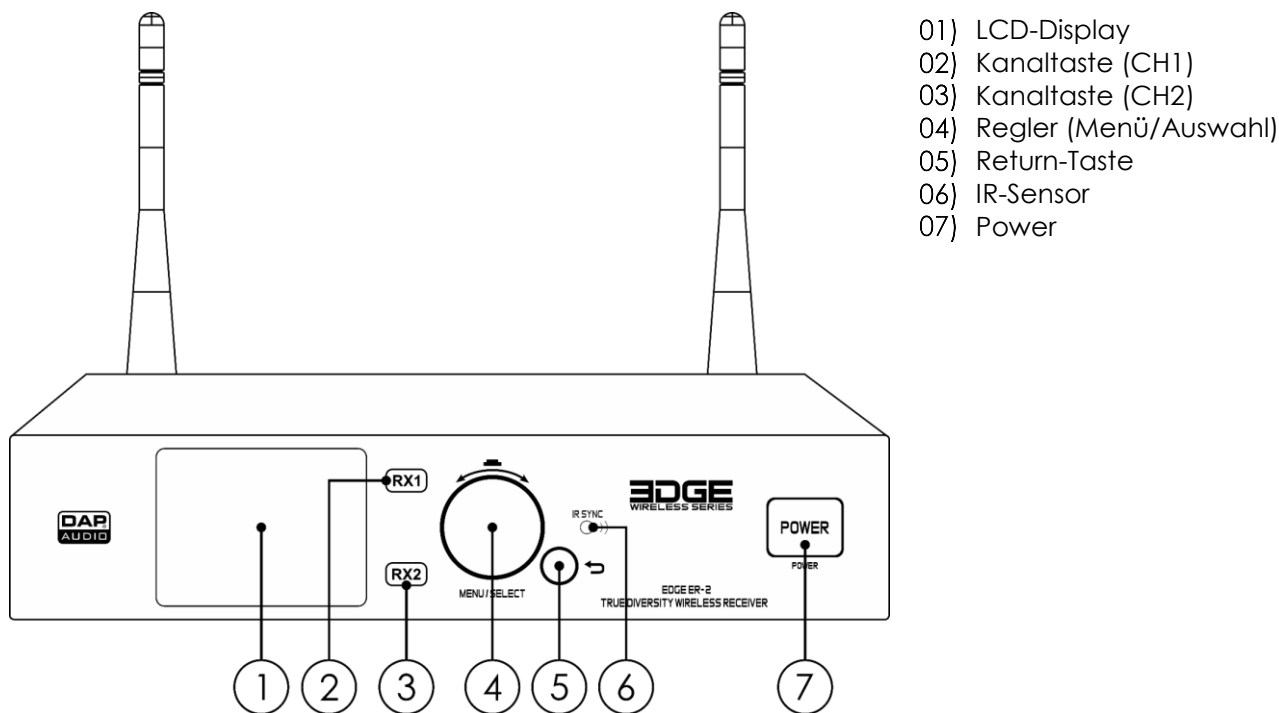 01) LCD-Display
02) Kanaltaste (CH1)
03) Kanaltaste (CH2)
04) Regler (Menü/Auswahl)
05) Return-Taste
06) IR-Sensor
07) Power
DAP AUDIO
RX1
RX2
MENU / SELECT
IR SYNC
EDGE
WIRELESS SERIES
EDGE ER-2
TRUE DIVERSITY WIRELESS RECEIVER
POWER
POWER
1 2 3 4 5 6 7